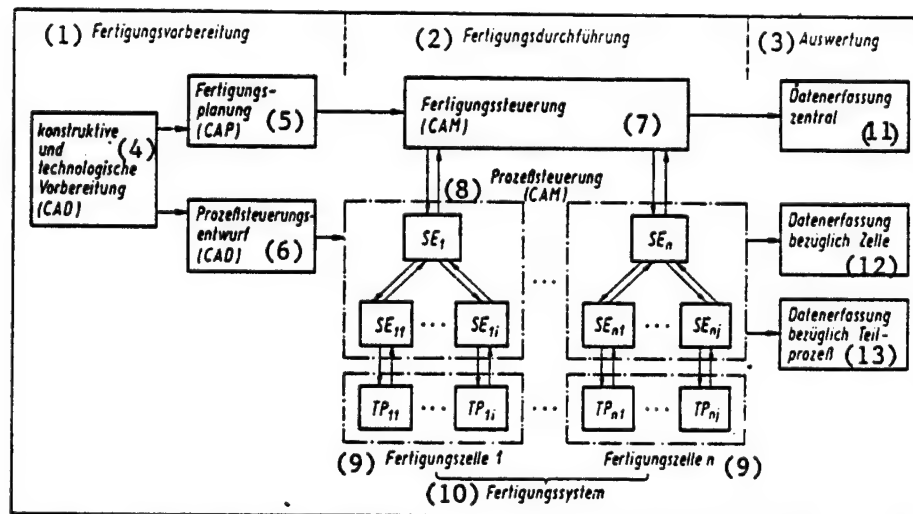 (1) Fertigungsvorbereitung
(2) Fertigungsdurchführung
(3) Auswertung
konstruktive
und (4)
technologische
Vorbereitung
(CAD)
Fertigungs-
planung
(CAP) (5)
Prozeßsteuerungs-
entwurf
(CAD) (6)
Fertigungssteuerung
(CAM) (7)
(8) Prozeßsteuerung
(CAM)
SE1
SEn
...
SE11 ... SE1i
SEn1 ... SEnj
TP11 ... TP1i ... TPn1 ... TPnj
(9) Fertigungszelle 1
Fertigungszelle n (9)
(10) Fertigungssystem
Datenerfassung
zentral
(11)
Datenerfassung
bezüglich Zelle
(12)
Datenerfassung
bezüglich Teil-
prozeß (13)